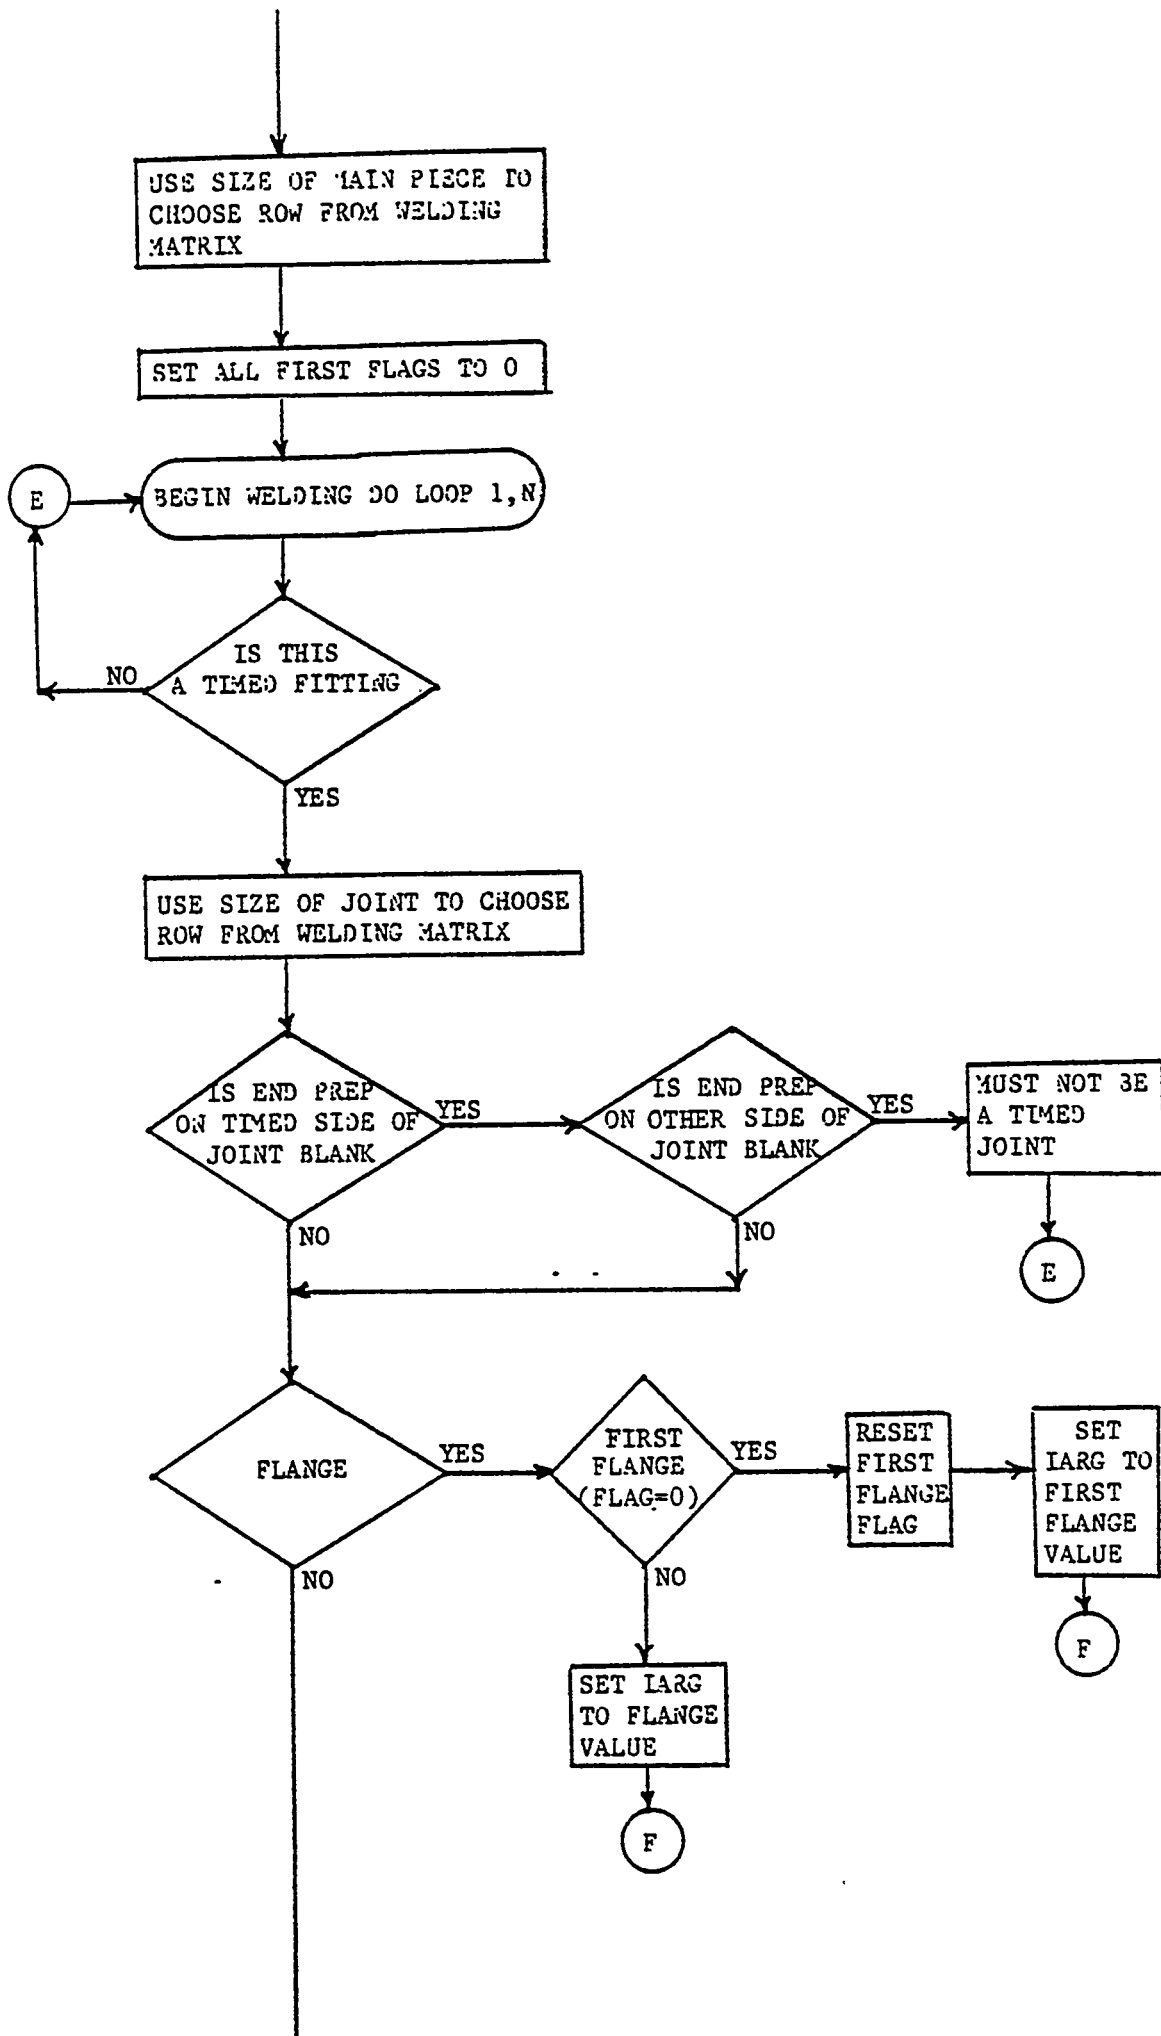 USE SIZE OF MAIN PIECE TO
CHOOSE ROW FROM WELDING
MATRIX
SET ALL FIRST FLAGS TO 0
E
BEGIN WELDING DO LOOP 1,N
IS THIS
A TIMED FITTING
NO
YES
USE SIZE OF JOINT TO CHOOSE
ROW FROM WELDING MATRIX
IS END PREP
ON TIMED SIDE OF
JOINT BLANK
YES
NO
IS END PREP
ON OTHER SIDE OF
JOINT BLANK
YES
NO
MUST NOT BE
A TIMED
JOINT
E
FLANGE
YES
NO
FIRST
FLANGE
(FLAG=0)
YES
NO
RESET
FIRST
FLANGE
FLAG
SET
IARG TO
FIRST
FLANGE
VALUE
F
SET IARG
TO FLANGE
VALUE
F